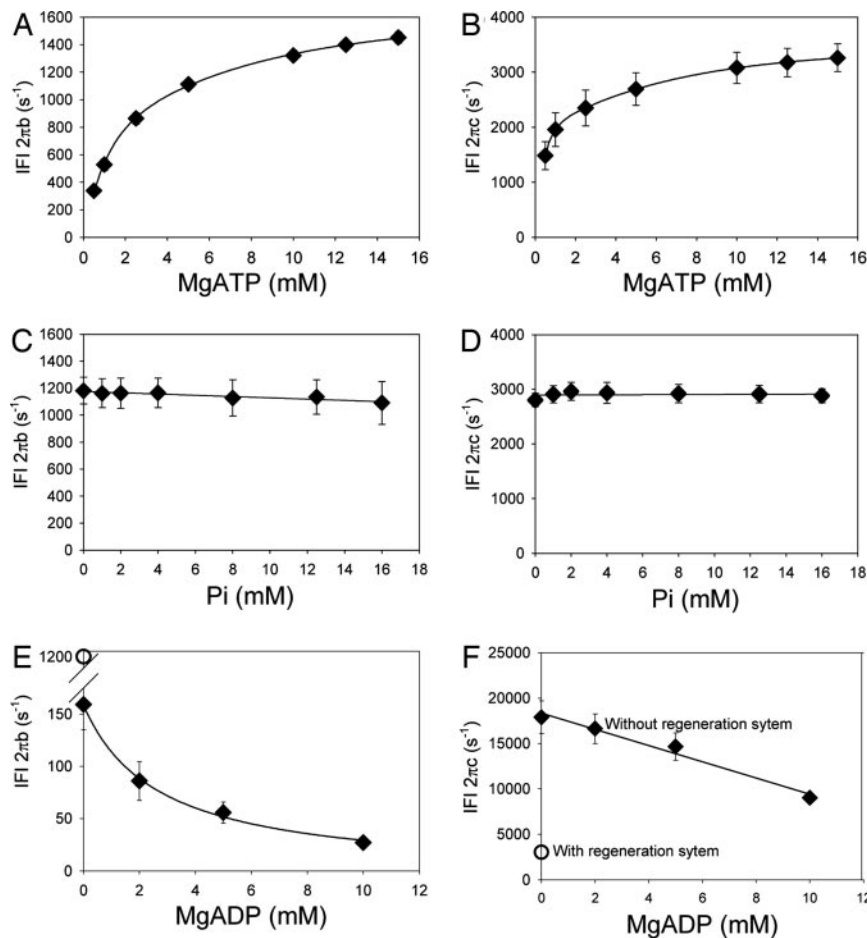 A
IFI 2πb (s⁻¹)
1600
1400
1200
1000
800
600
400
200
0
0 2 4 6 8 10 12 14 16
MgATP (mM)
B
IFI 2πc (s⁻¹)
4000
3000
2000
1000
0
0 2 4 6 8 10 12 14 16
MgATP (mM)
C
IFI 2πb (s⁻¹)
1600
1400
1200
1000
800
600
400
200
0
0 2 4 6 8 10 12 14 16 18
Pi (mM)
D
IFI 2πc (s⁻¹)
4000
3000
2000
1000
0
0 2 4 6 8 10 12 14 16 18
Pi (mM)
E
IFI 2πb (s⁻¹)
1200
150
100
50
0
0 2 4 6 8 10 12
MgADP (mM)
F
IFI 2πc (s⁻¹)
25000
20000
15000
10000
5000
0
Without regeneration sytem
With regeneration sytem
0 2 4 6 8 10 12
MgADP (mM)